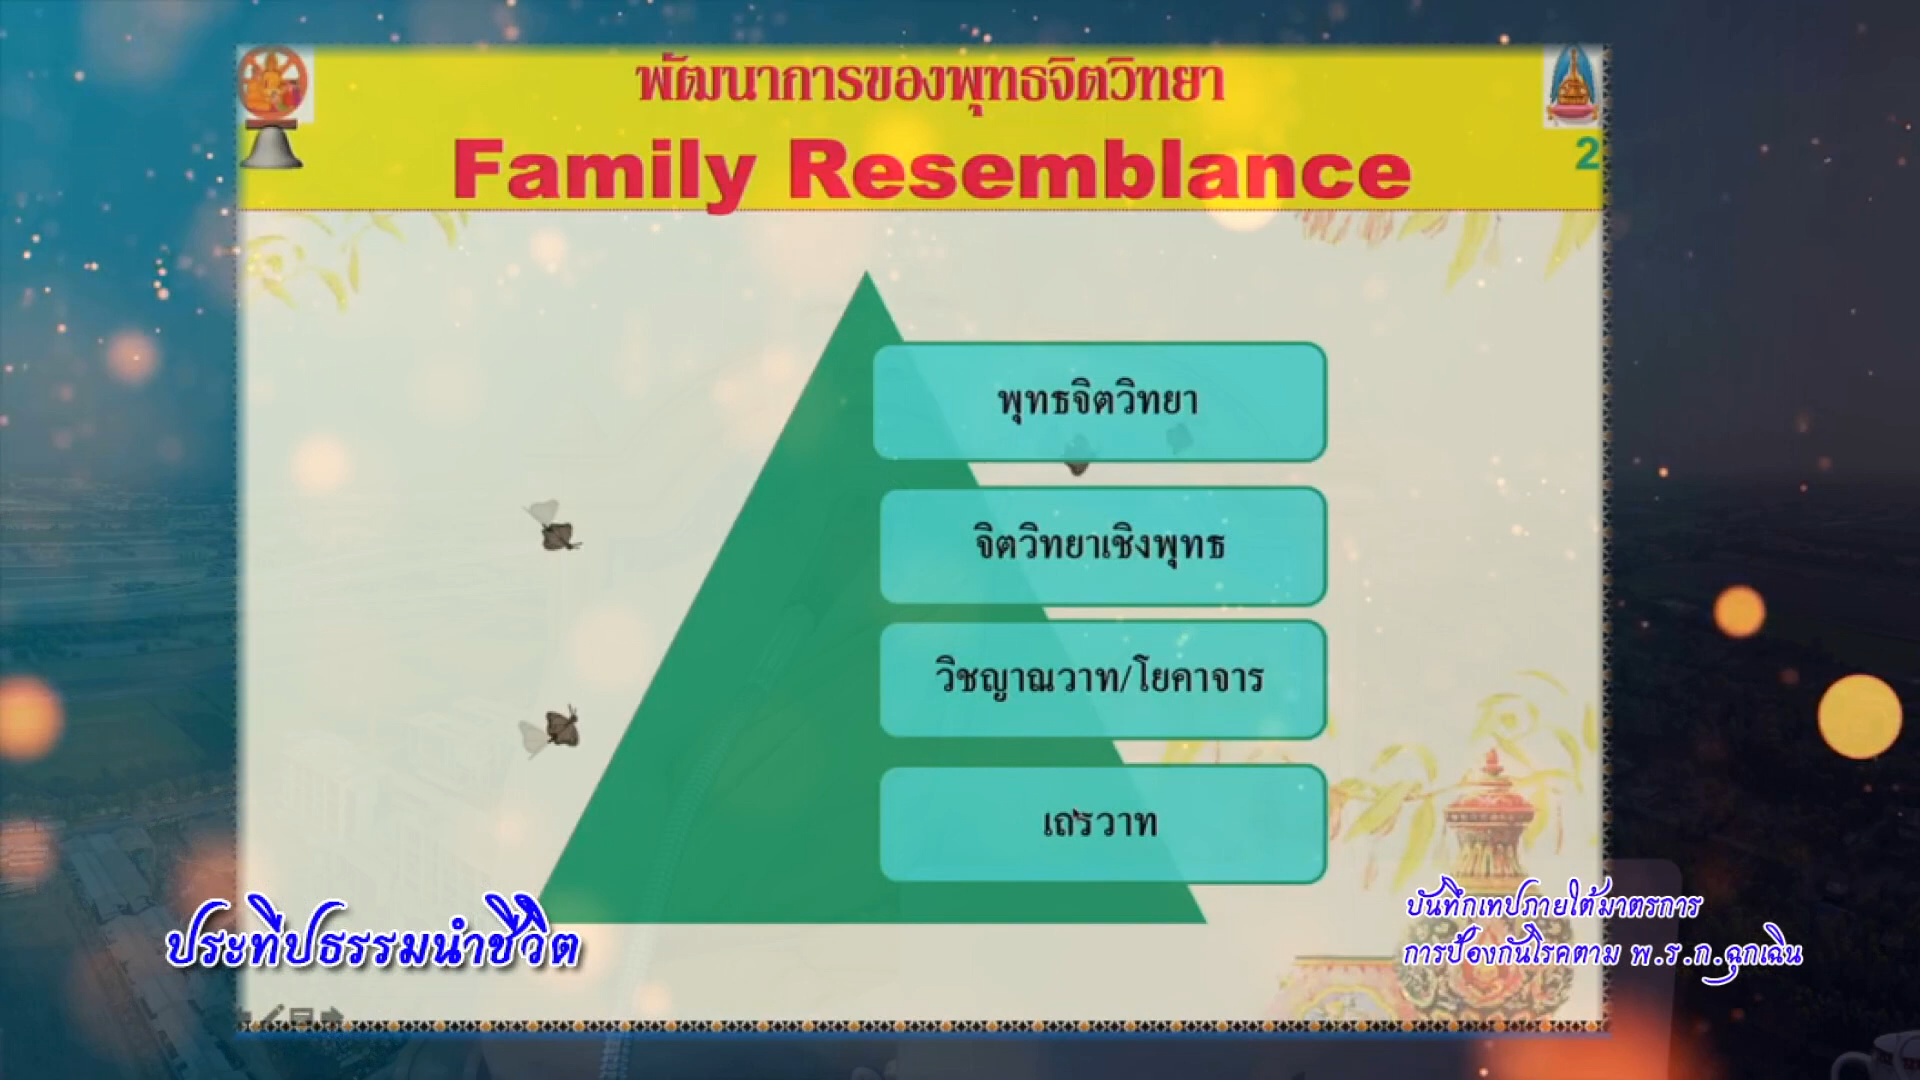 พัฒนาการของพุทธจิตวิทยา
Family Resemblance
2
พุทธจิตวิทยา
จิตวิทยาเชิงพุทธ
วิชญาณวาท/โยคาจาร
เถรวาท
ประทีปธรรมนำชีวิต
บันทึกเทปภายใต้มาตรการ
การป้องกันโรคตาม พ.ร.ก.ฉุกเฉิน